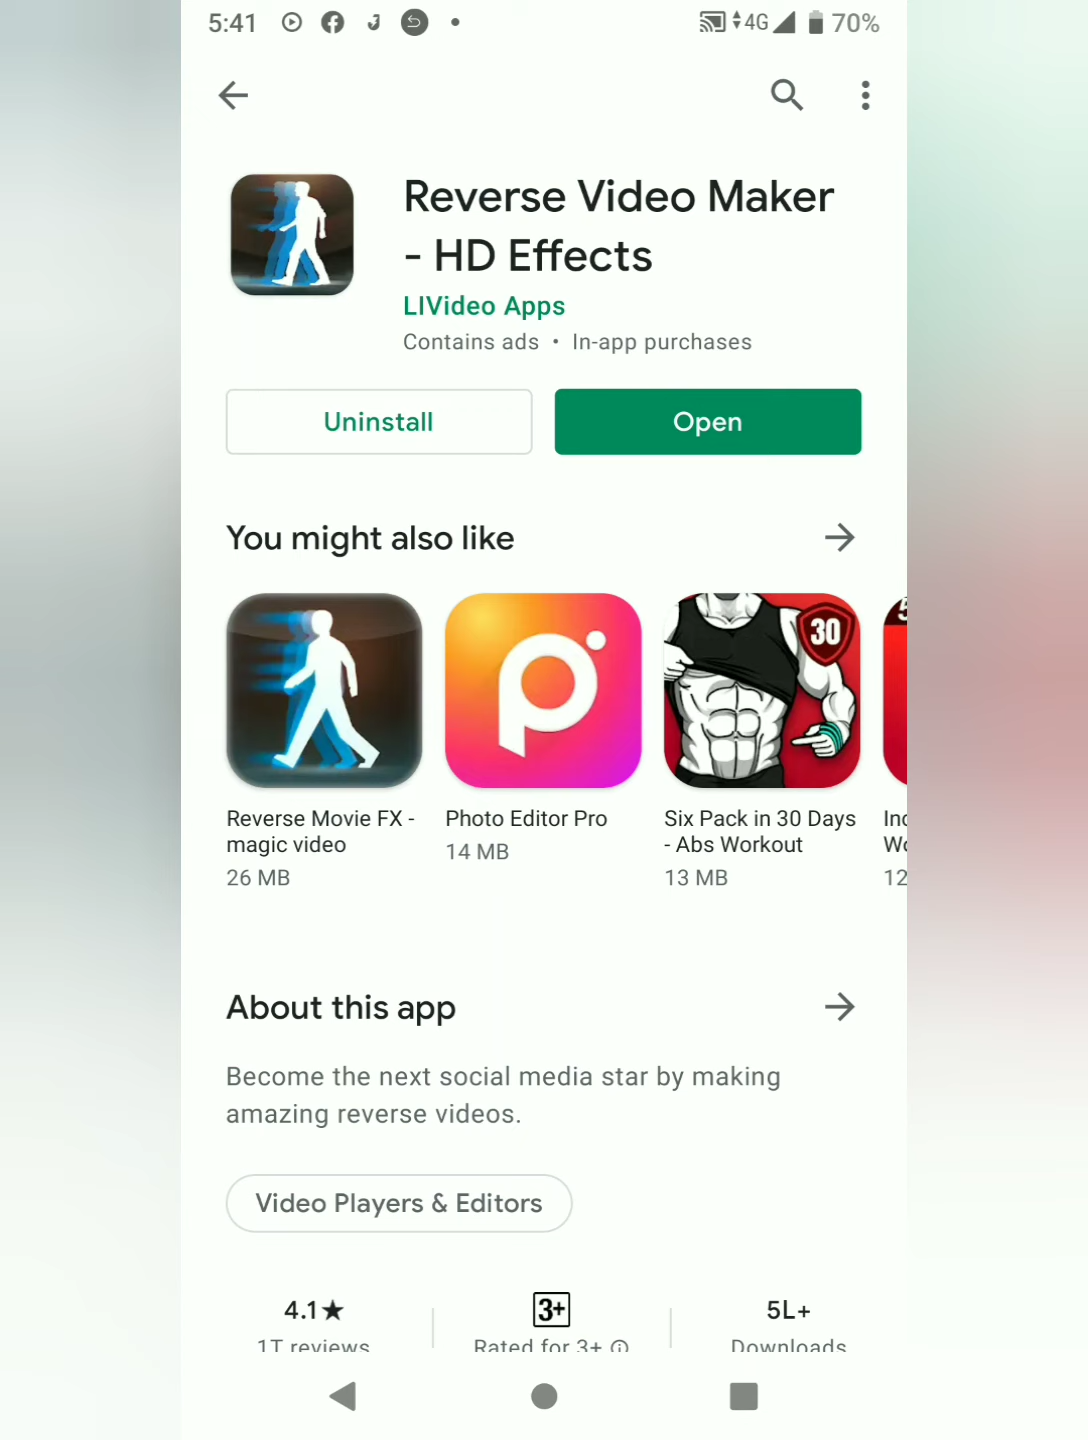 5:41
4G
70%
Reverse Video Maker
- HD Effects
LIVideo Apps
Contains ads • In-app purchases
Uninstall
Open
You might also like
30
5
Reverse Movie FX -
magic video
26 MB
Photo Editor Pro
14 MB
Six Pack in 30 Days
- Abs Workout
13 MB
12
About this app
Become the next social media star by making
amazing reverse videos.
Video Players & Editors
4.1★
1T reviews
3+
Rated for 3+
5L+
Downloads